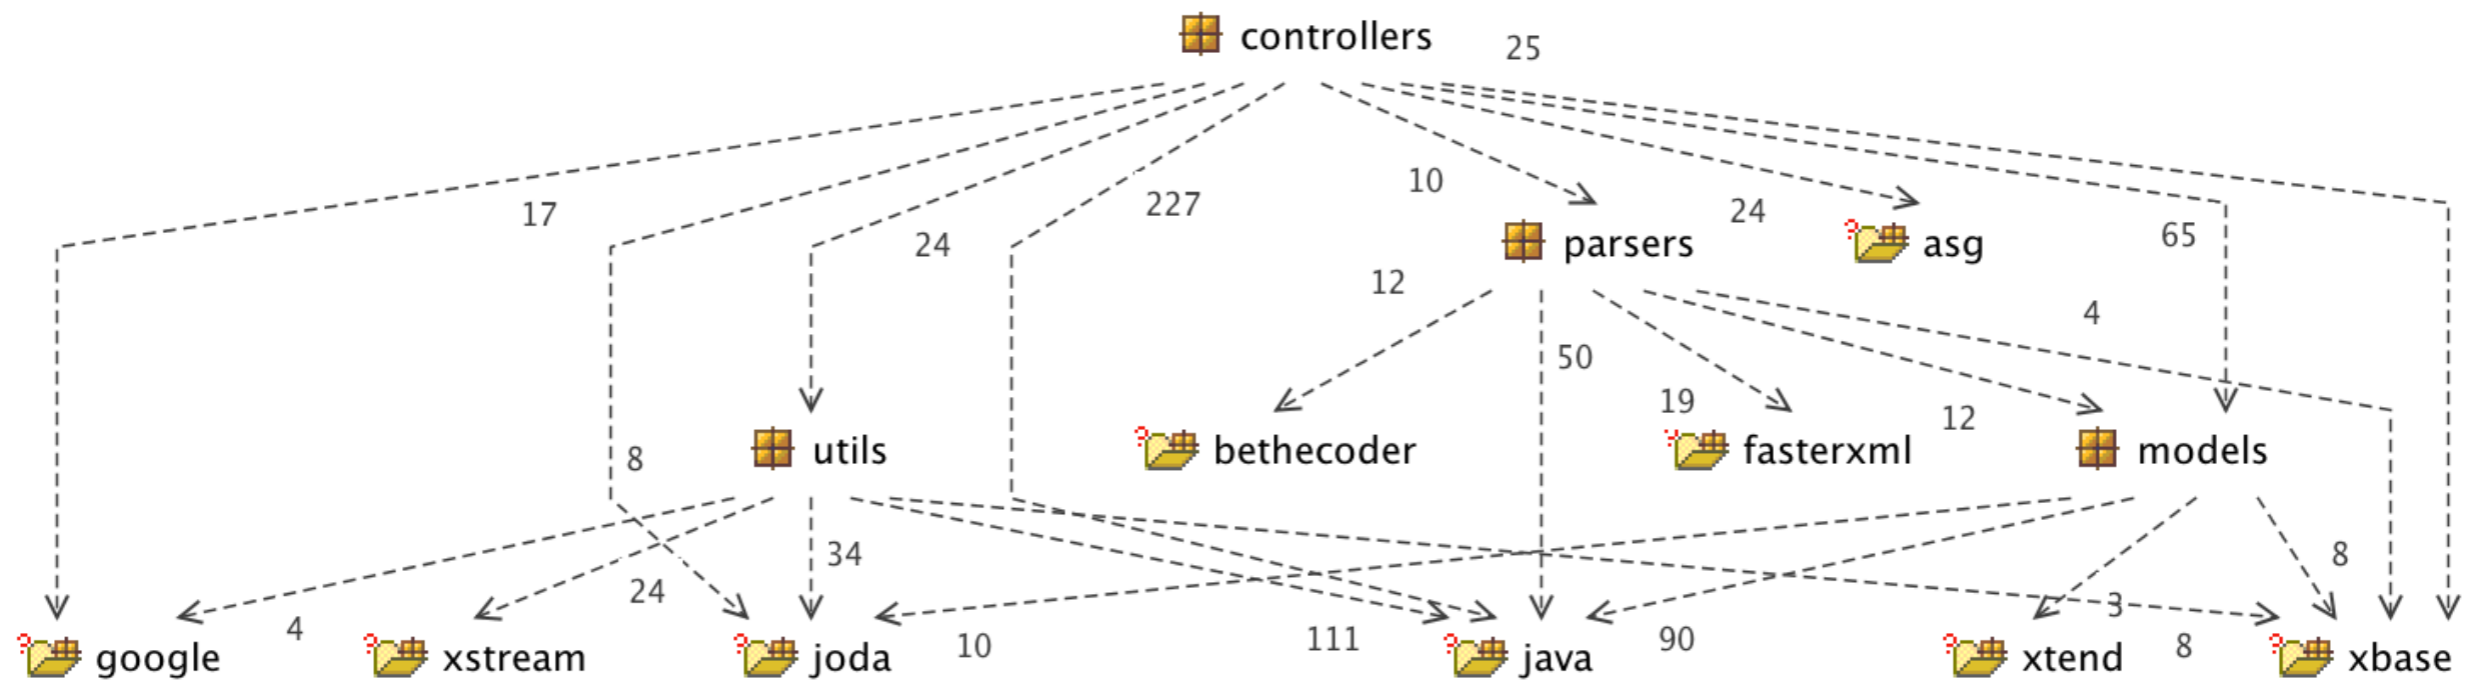 controllers
25
10
227
17
24
24
65
parsers
asg
12
4
50
19
12
utils
bethecoder
fasterxml
models
8
34
8
24
3
4
10
111
90
8
google
xstream
joda
java
xtend
xbase